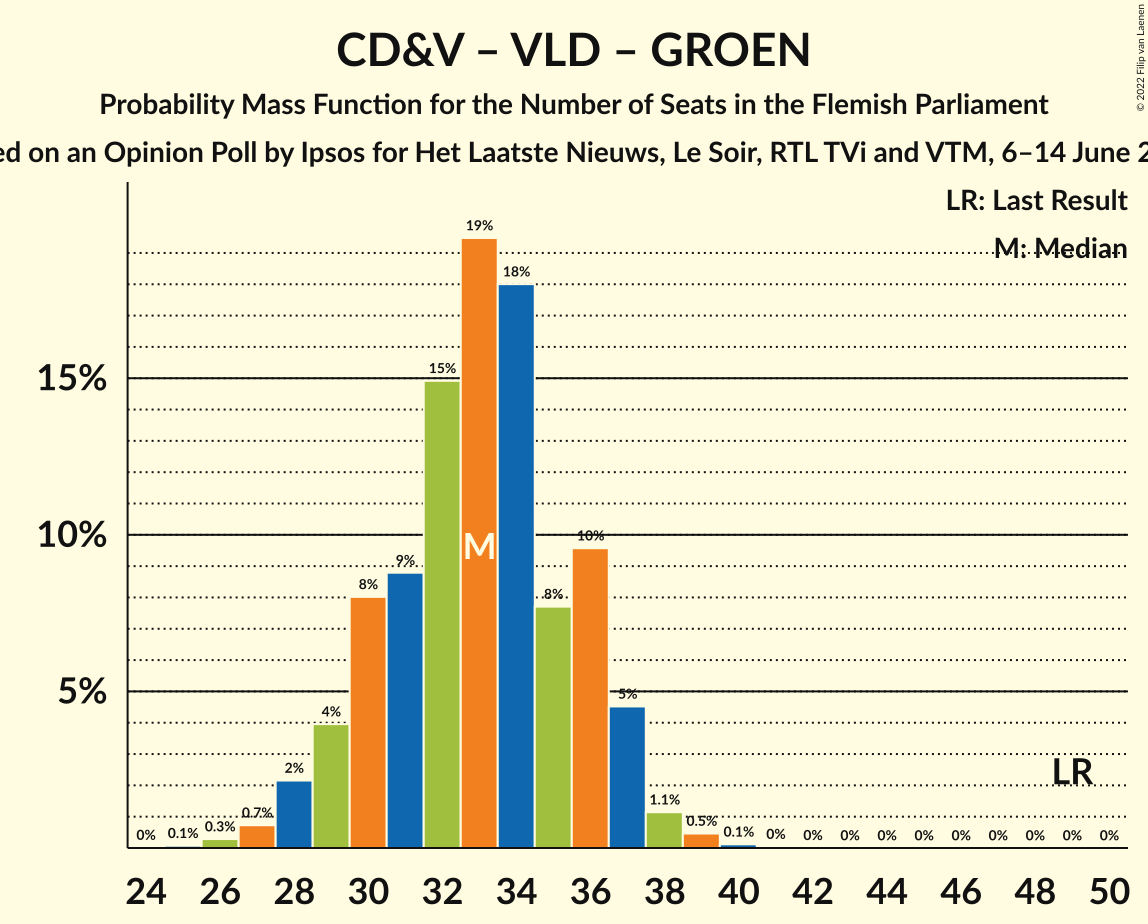 CD&V – VLD – GROEN
Probability Mass Function for the Number of Seats in the Flemish Parliament
on an Opinion Poll by Ipsos for Het Laatste Nieuws, Le Soir, RTL TVi and VTM, 6–14 June
© 2022 Filip van Laenen
LR: Last Result
M: Median
15%
10%
5%
0% 0.1% 0.3% 0.7% 2% 4% 8% 9% 15% 19% 18% 8% 10% 5% 1.1% 0.5% 0.1% 0% 0% 0% 0% 0% 0% 0% 0% 0% 0%
M
LR
24 26 28 30 32 34 36 38 40 42 44 46 48 50